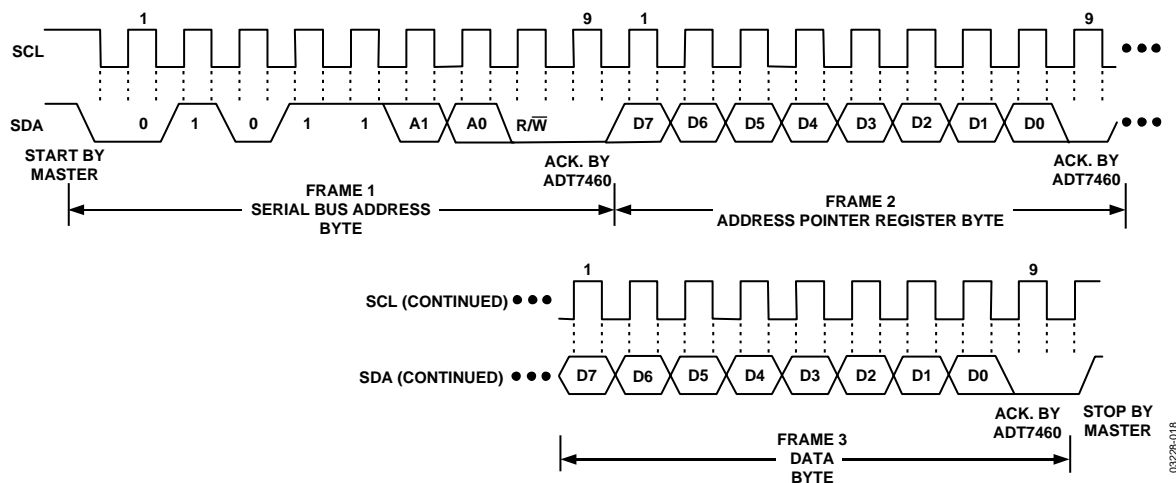 1 9 1 9
SCL
SDA 0 1 0 1 1 A1 A0 R/W̅ D7 D6 D5 D4 D3 D2 D1 D0
START BY
MASTER
ACK. BY
ADT7460
ACK. BY
ADT7460
FRAME 1
SERIAL BUS ADDRESS
BYTE
FRAME 2
ADDRESS POINTER REGISTER BYTE
1 9
SCL (CONTINUED)
SDA (CONTINUED) D7 D6 D5 D4 D3 D2 D1 D0
ACK. BY
ADT7460
STOP BY
MASTER
FRAME 3
DATA
BYTE
03228-018